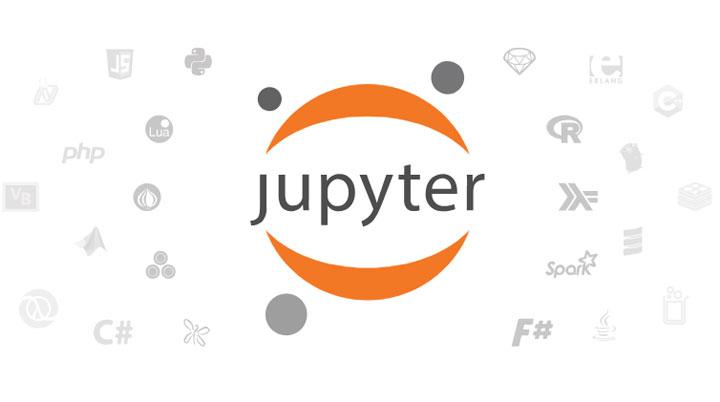 JS
ERLANG
C
Lua
R
php
jupyter
VB
Spark
C#
F#